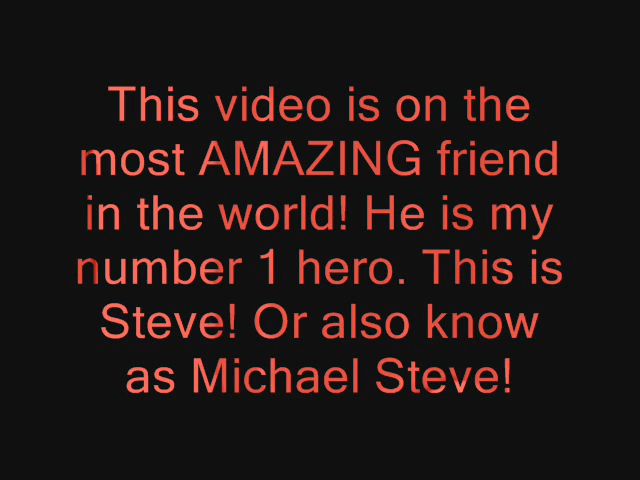 This video is on the
most AMAZING friend
in the world! He is my
number 1 hero. This is
Steve! Or also know
as Michael Steve!